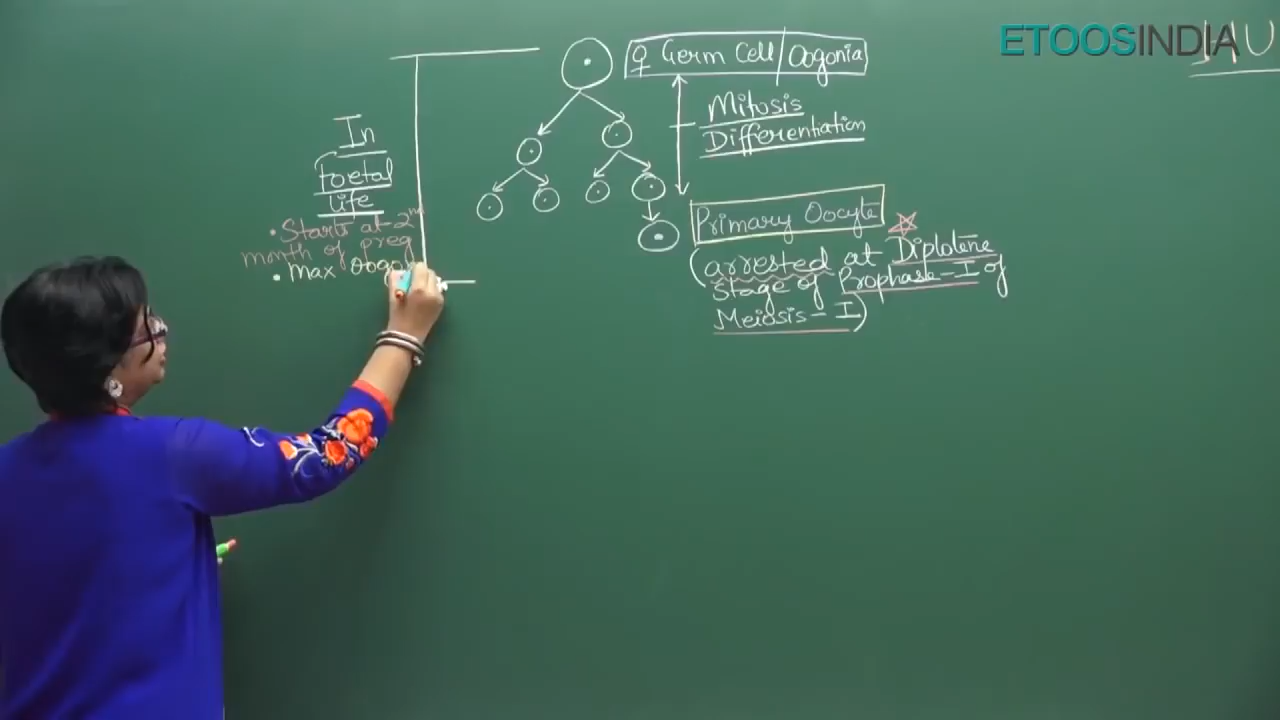 ETOOSINDIA
♀ Germ Cell/Oogonia
Mitosis
Differentiation
In
Foetal
life
• Starts at 2nd
month of preg
• Max Oogo
Primary Oocyte
(arrested at Diplotene
Stage of Prophase-I of
Meiosis-I)